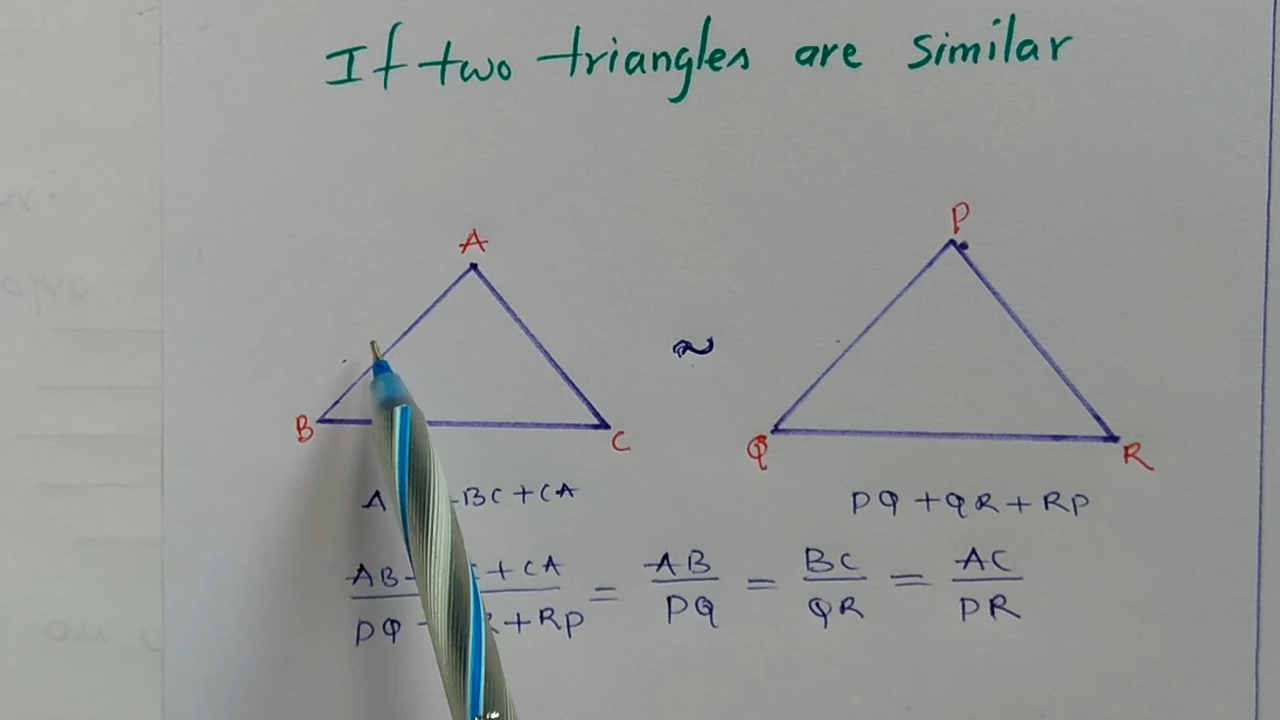 If two triangles are similar
A P
≈
B C Q R
A -BC+CA PQ+QR+RP
AB- +CA / PQ- +RP = AB / PQ = BC / QR = AC / PR